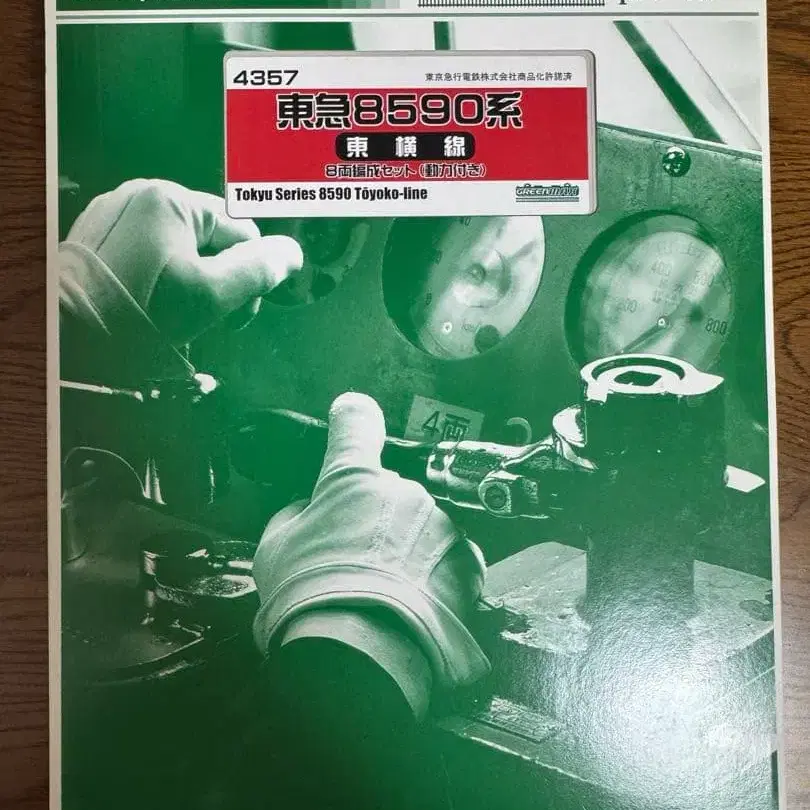 4357
東京急行電鉄株式会社商品化許諾済
東急8590系
東横線
8両編成セット(動力付き)
Tokyu Series 8590 Tōyoko-line
GREENMAX
400
800
4両